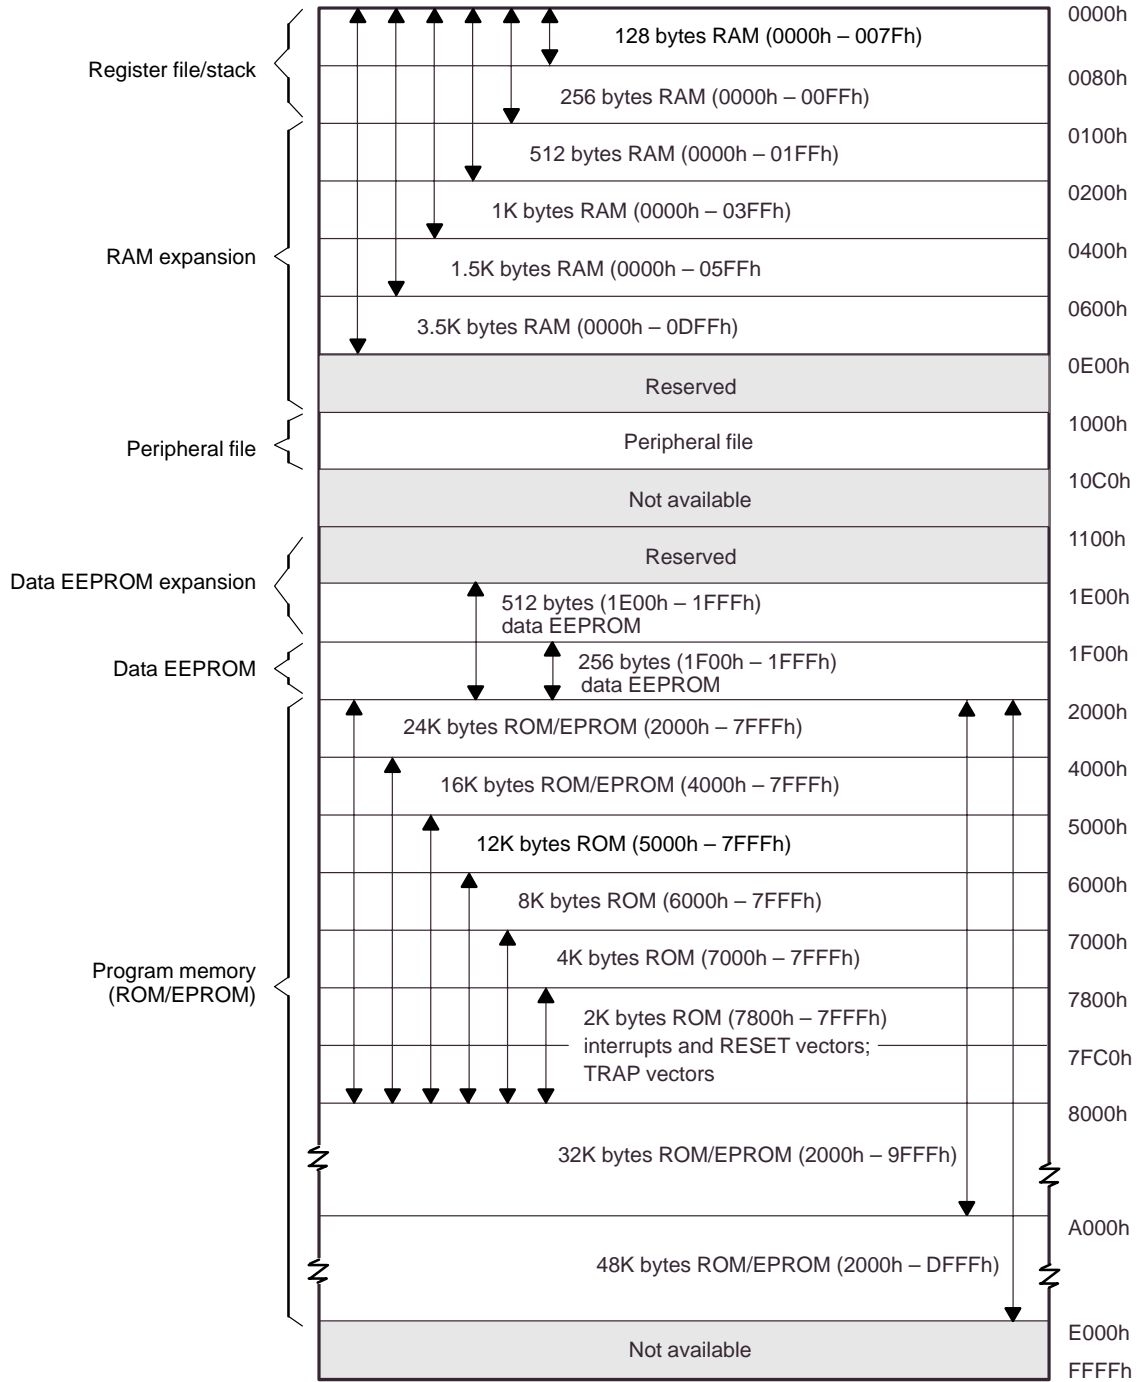 0000h
128 bytes RAM (0000h – 007Fh)
Register file/stack
0080h
256 bytes RAM (0000h – 00FFh)
0100h
512 bytes RAM (0000h – 01FFh)
0200h
1K bytes RAM (0000h – 03FFh)
RAM expansion
0400h
1.5K bytes RAM (0000h – 05FFh
0600h
3.5K bytes RAM (0000h – 0DFFh)
0E00h
Reserved
1000h
Peripheral file
Peripheral file
10C0h
Not available
1100h
Reserved
Data EEPROM expansion
1E00h
512 bytes (1E00h – 1FFFh)
data EEPROM
1F00h
Data EEPROM
256 bytes (1F00h – 1FFFh)
data EEPROM
2000h
24K bytes ROM/EPROM (2000h – 7FFFh)
4000h
16K bytes ROM/EPROM (4000h – 7FFFh)
5000h
12K bytes ROM (5000h – 7FFFh)
6000h
8K bytes ROM (6000h – 7FFFh)
7000h
4K bytes ROM (7000h – 7FFFh)
Program memory
(ROM/EPROM)
7800h
2K bytes ROM (7800h – 7FFFh)
interrupts and RESET vectors;
TRAP vectors
7FC0h
8000h
32K bytes ROM/EPROM (2000h – 9FFFh)
A000h
48K bytes ROM/EPROM (2000h – DFFFh)
E000h
Not available
FFFFh